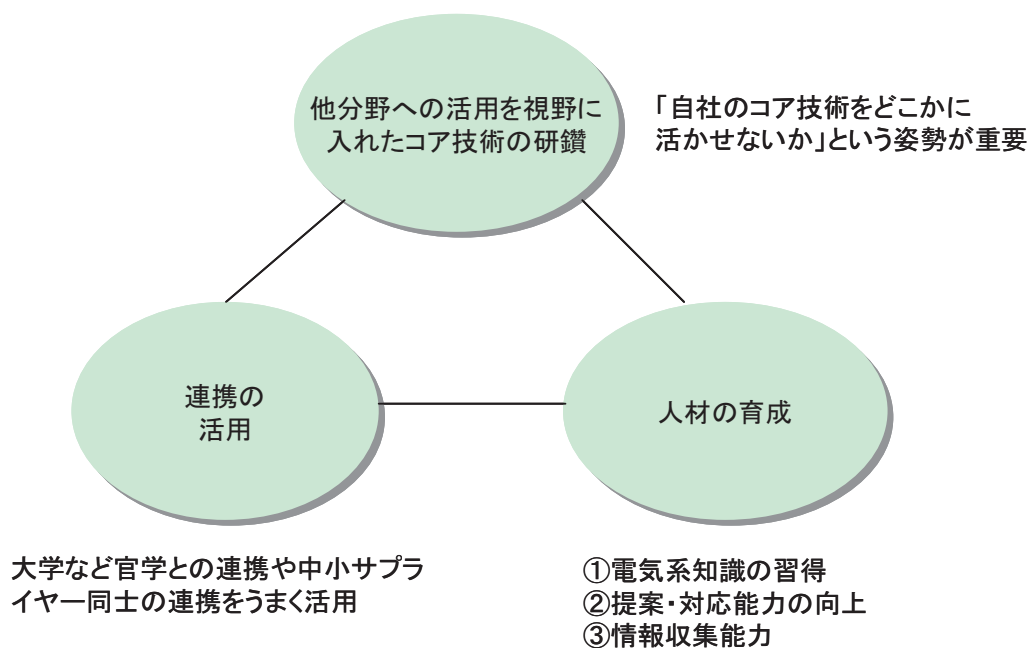 他分野への活用を視野に
入れたコア技術の研鑽
「自社のコア技術をどこかに
活かせないか」という姿勢が重要
連携の
活用
人材の育成
大学など官学との連携や中小サプラ
イヤー同士の連携をうまく活用
①電気系知識の習得
②提案・対応能力の向上
③情報収集能力